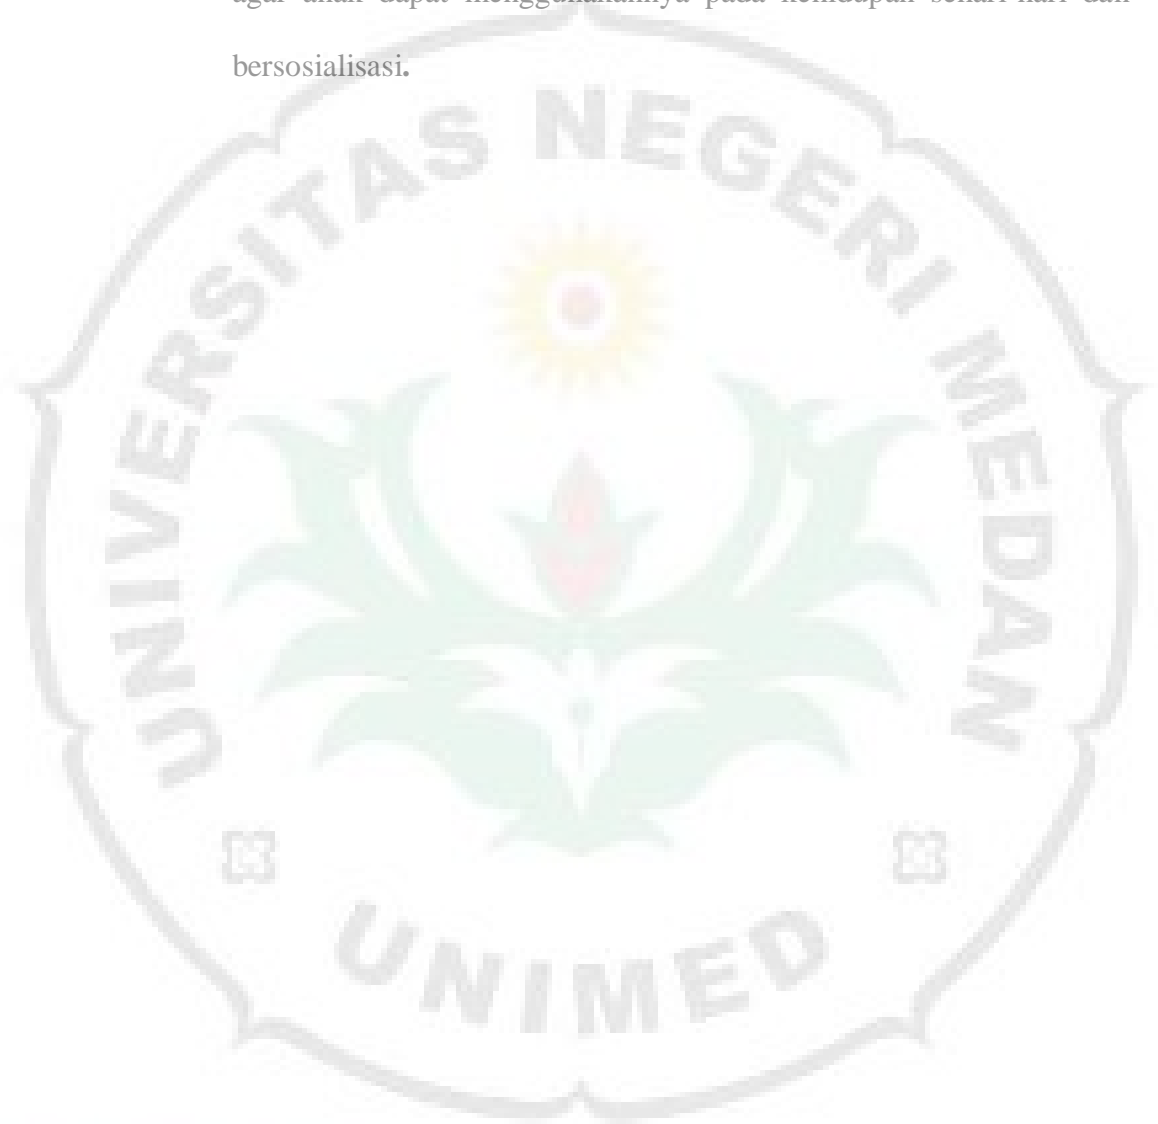 agar anak dapat menggunakannya pada kehidupan sehari-hari dan
bersosialisasi.
UNIVERSITAS NEGERI MEDAN
UNIMED